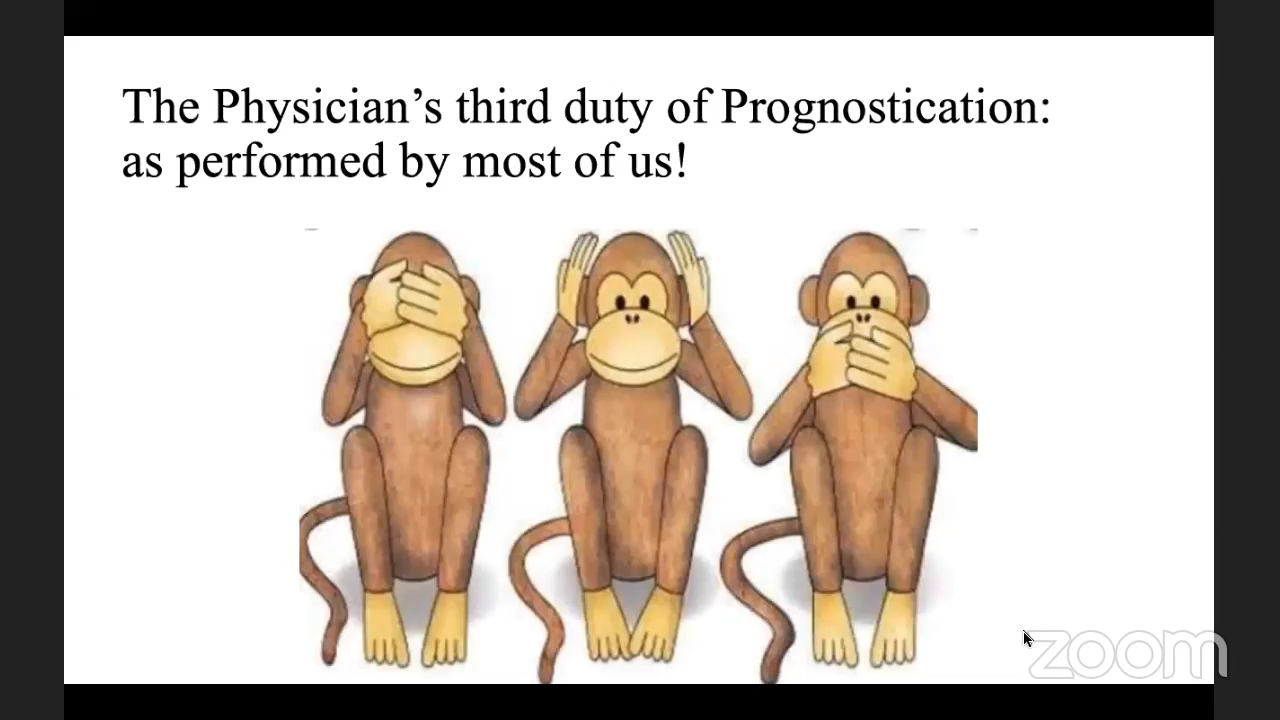 The Physician’s third duty of Prognostication:
as performed by most of us!
zoom